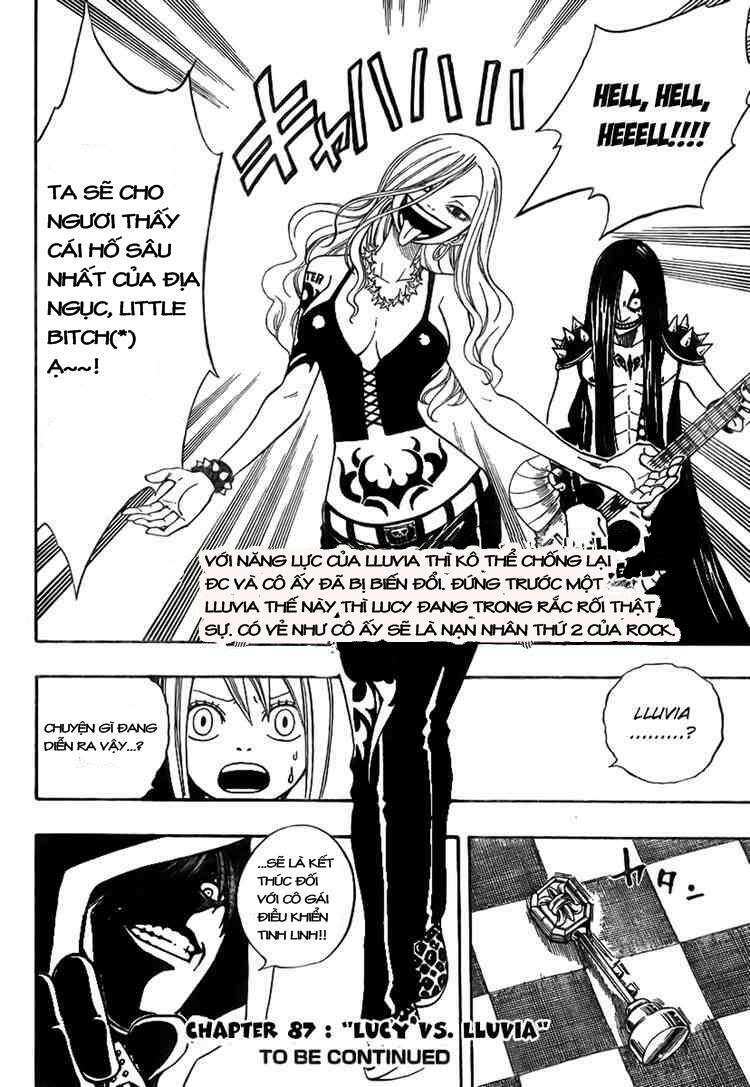 HELL, HELL,
HEEELL!!!!
キャハハハハ
TA SẼ CHO
NGƯƠI THẤY
CÁI HỐ SÂU
NHẤT CỦA ĐỊA
NGỤC, LITTLE
BITCH(*)
Ạ~~!
VỚI NĂNG LỰC CỦA LLUVIA THÌ KÔ THỂ CHỐNG LẠI
ĐC VÀ CÔ ẤY ĐÃ BỊ BIẾN ĐỔI. ĐỨNG TRƯỚC MỘT
LLUVIA THẾ NÀY THÌ LUCY ĐANG TRONG RẮC RỐI THẬT
SỰ. CÓ VẺ NHƯ CÔ ẤY SẼ LÀ NẠN NHÂN THỨ 2 CỦA ROCK.
LLUVIA
.........?
CHUYỆN GÌ ĐANG
DIỄN RA VẬY...?
カタン
...SẼ LÀ KẾT
THÚC ĐỐI
VỚI CÔ GÁI
ĐIỀU KHIỂN
TINH LINH!!
CHAPTER 87 : "LUCY VS. LLUVIA"
TO BE CONTINUED